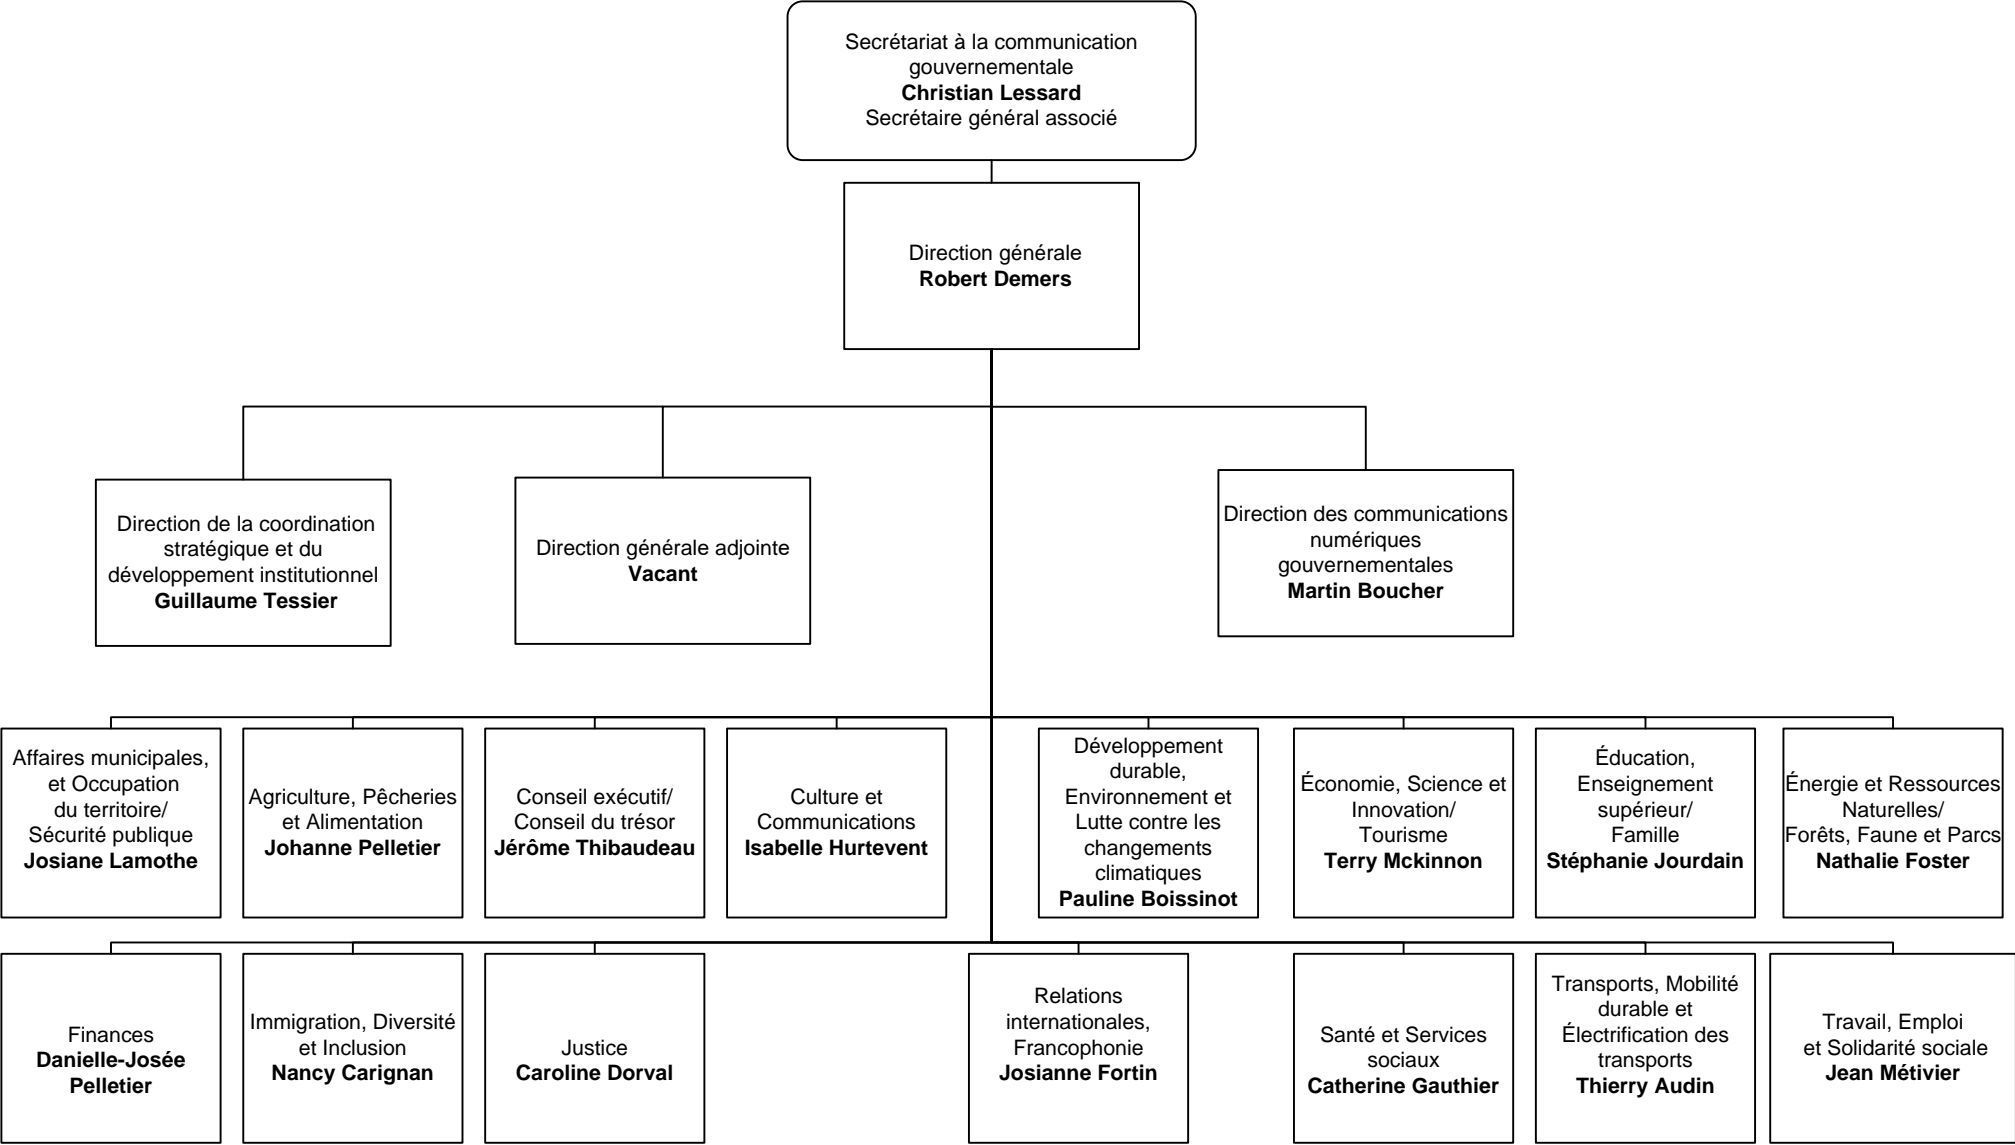 Secrétariat à la communication
gouvernementale
Christian Lessard
Secrétaire général associé
Direction générale
Robert Demers
Direction de la coordination
stratégique et du
développement institutionnel
Guillaume Tessier
Direction générale adjointe
Vacant
Direction des communications
numériques
gouvernementales
Martin Boucher
Affaires municipales,
et Occupation
du territoire/
Sécurité publique
Josiane Lamothe
Agriculture, Pêcheries
et Alimentation
Johanne Pelletier
Conseil exécutif/
Conseil du trésor
Jérôme Thibaudeau
Culture et
Communications
Isabelle Hurtevent
Développement
durable,
Environnement et
Lutte contre les
changements
climatiques
Pauline Boissinot
Économie, Science et
Innovation/
Tourisme
Terry Mckinnon
Éducation,
Enseignement
supérieur/
Famille
Stéphanie Jourdain
Énergie et Ressources
Naturelles/
Forêts, Faune et Parcs
Nathalie Foster
Finances
Danielle-Josée
Pelletier
Immigration, Diversité
et Inclusion
Nancy Carignan
Justice
Caroline Dorval
Relations
internationales,
Francophonie
Josianne Fortin
Santé et Services
sociaux
Catherine Gauthier
Transports, Mobilité
durable et
Électrification des
transports
Thierry Audin
Travail, Emploi
et Solidarité sociale
Jean Métivier